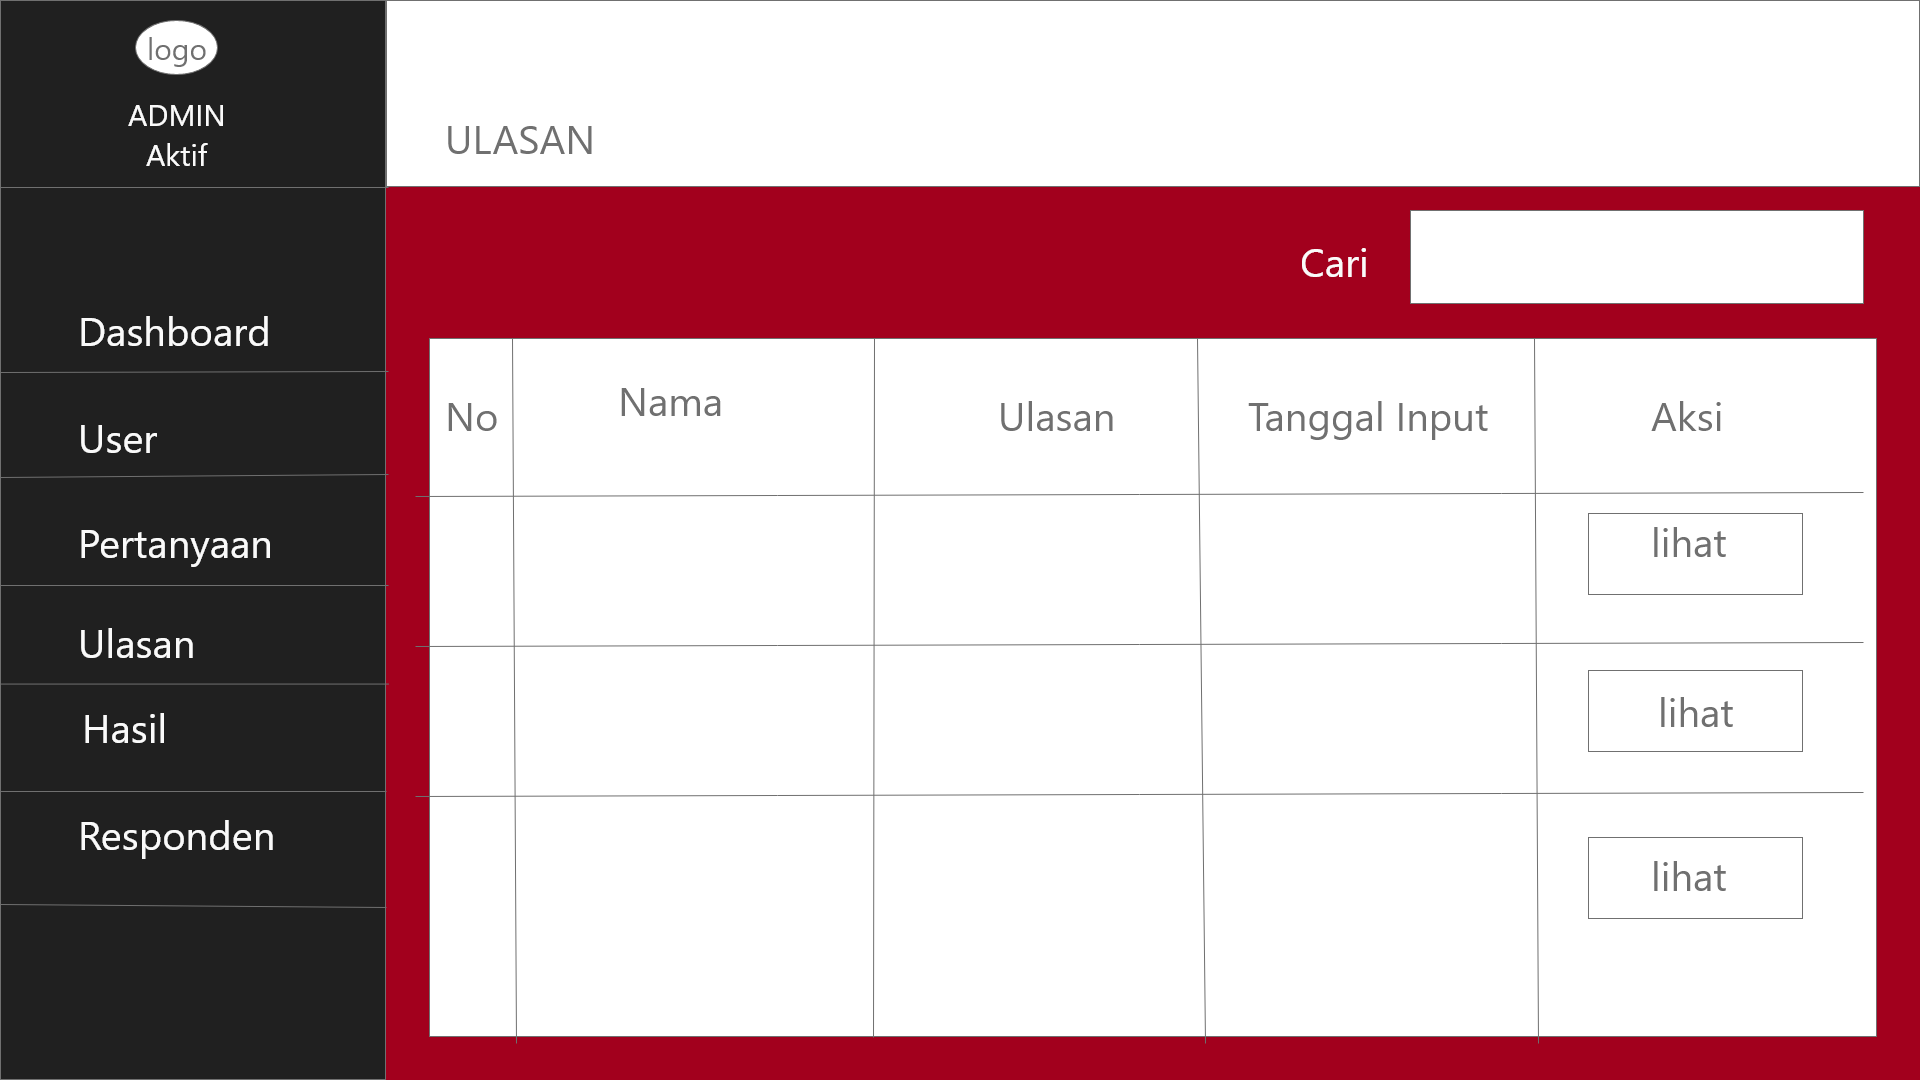 logo
ADMIN
Aktif
ULASAN
Dashboard
User
Pertanyaan
Ulasan
Hasil
Responden
Cari
No Nama Ulasan Tanggal Input Aksi
lihat
lihat
lihat